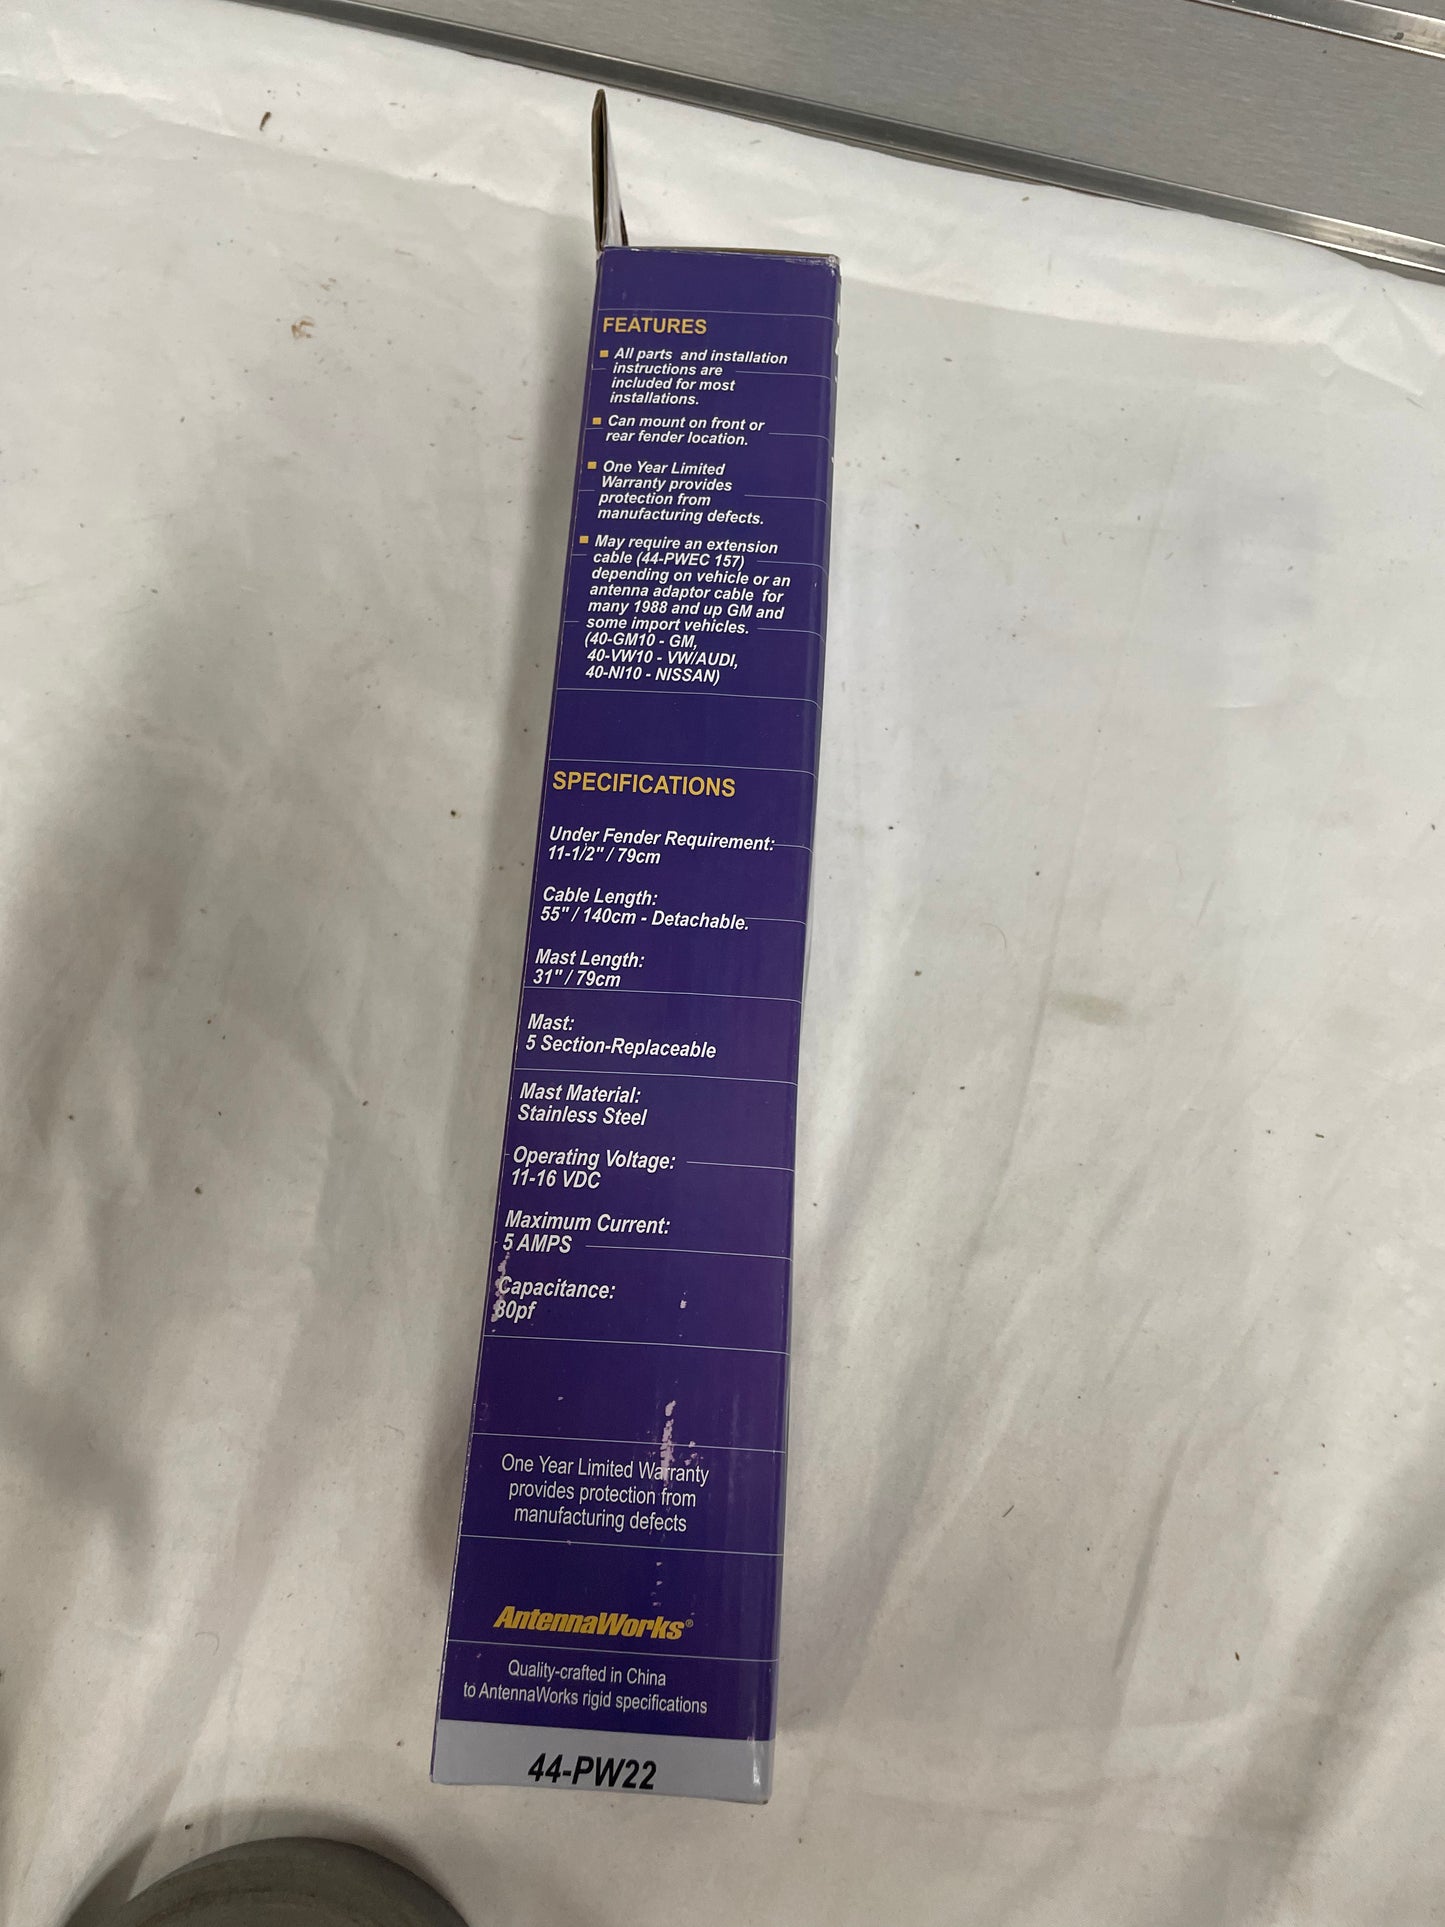 FEATURES
All parts and installation
instructions are
included for most
installations.
Can mount on front or
rear fender location.
One Year Limited
Warranty provides
protection from
manufacturing defects.
May require an extension
cable (44-PWEC 157)
depending on vehicle or an
antenna adaptor cable for
many 1988 and up GM and
some import vehicles.
(40-GM10 - GM,
40-VW10 - VW/AUDI,
40-NI10 - NISSAN)
SPECIFICATIONS
Under Fender Requirement:
11-1/2" / 79cm
Cable Length:
55" / 140cm - Detachable.
Mast Length:
31" / 79cm
Mast:
5 Section-Replaceable
Mast Material:
Stainless Steel
Operating Voltage:
11-16 VDC
Maximum Current:
5 AMPS
Capacitance:
80pf
One Year Limited Warranty
provides protection from
manufacturing defects
AntennaWorks®
Quality-crafted in China
to AntennaWorks rigid specifications
44-PW22